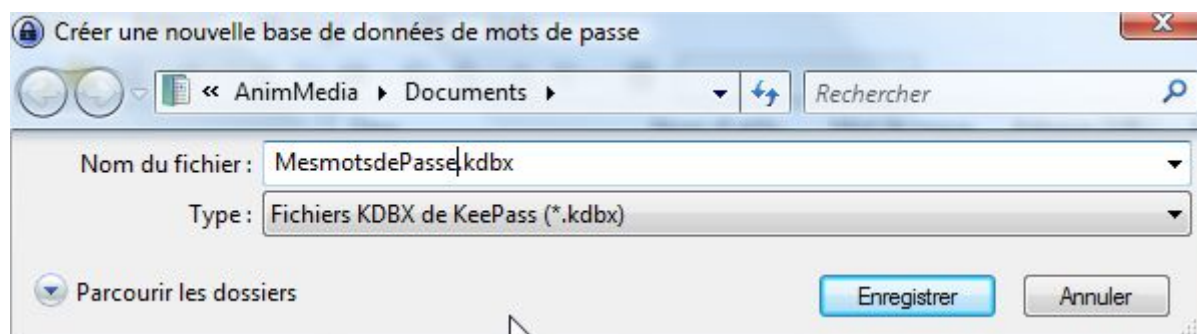 Créer une nouvelle base de données de mots de passe
« AnimMedia Documents Rechercher
Nom du fichier : MesmotsdePasse.kdbx
Type : Fichiers KDBX de KeePass (*.kdbx)
Parcourir les dossiers Enregistrer Annuler